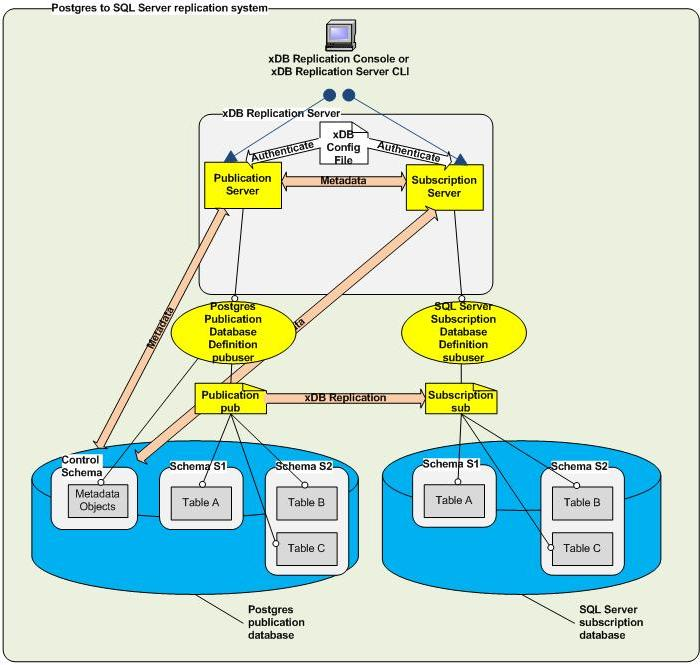 Postgres to SQL Server replication system
xDB Replication Console or
xDB Replication Server CLI
xDB Replication Server
xDB
Config
File
Authenticate
Authenticate
Publication
Server
Metadata
Subscription
Server
Metadata
ta
Postgres
Publication
Database
Definition
pubuser
SQL Server
Subscription
Database
Definition
subuser
Publication
pub
xDB Replication
Subscription
sub
Control
Schema
Metadata
Objects
Schema S1
Table A
Schema S2
Table B
Table C
Schema S1
Table A
Schema S2
Table B
Table C
Postgres
publication
database
SQL Server
subscription
database